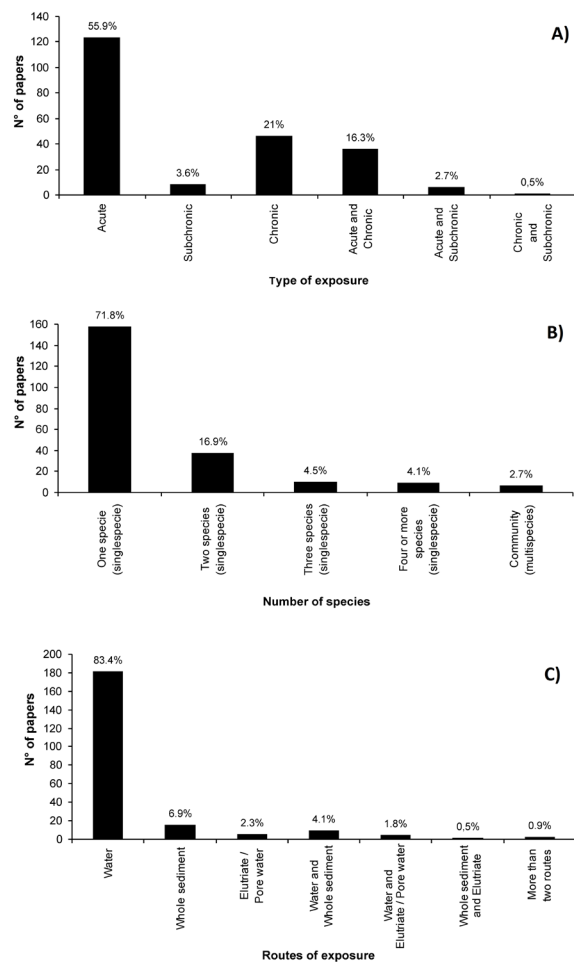 A)
N° of papers
140
120
100
80
60
40
20
0
55.9%
3.6%
21%
16.3%
2.7%
0,5%
Acute
Subchronic
Chronic
Acute and
Chronic
Acute and
Subchronic
Chronic
and
Subchronic
Type of exposure
B)
N° of papers
160
140
120
100
80
60
40
20
0
71.8%
16.9%
4.5%
4.1%
2.7%
One specie
(singlespecie)
Two species
(singlespecie)
Three species
(singlespecie)
Four or more
species
(singlespecie)
Community
(multispecies)
Number of species
C)
N° of papers
200
180
160
140
120
100
80
60
40
20
0
83.4%
6.9%
2.3%
4.1%
1.8%
0,5%
0.9%
Water
Whole sediment
Elutriate /
Pore water
Water and
Whole sediment
Water and
Elutriate / Pore water
Whole sediment
and Elutriate
More than
two routes
Routes of exposure